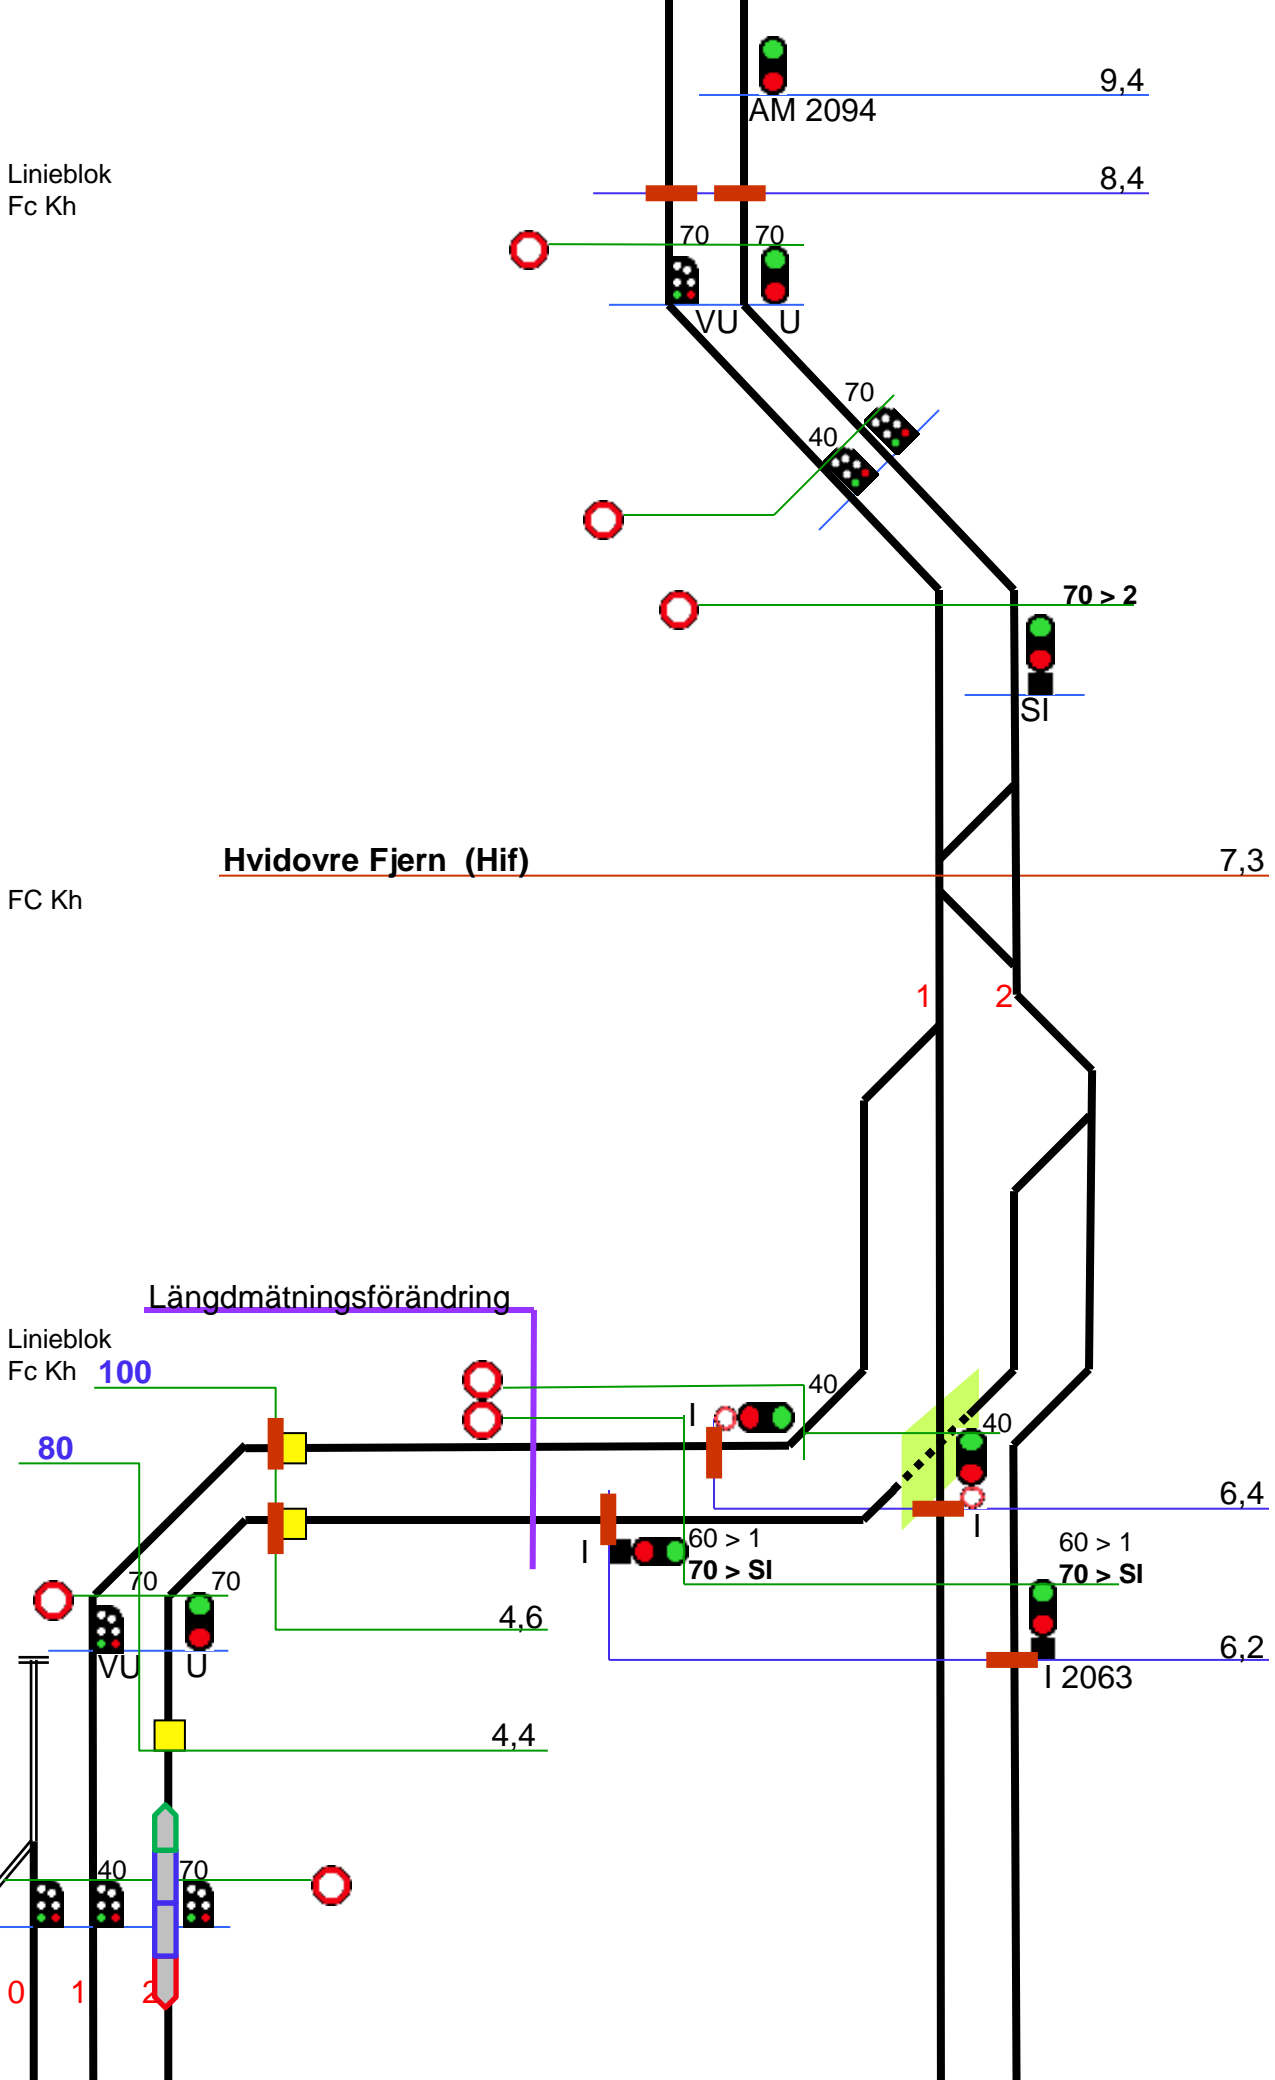 9,4
AM 2094
Linieblok
8,4
Fc Kh
70 70
VU U
70
40
70 > 2
SI
Hvidovre Fjern (Hif) 7,3
FC Kh
1 2
Längdmätningsförändring
Linieblok
Fc Kh 100
40
I
40
80
6,4
I
60 > 1
60 > 1
I
70 > SI
70 > SI
70 70
4,6
6,2
VU U
I 2063
4,4
40 70
0 1 2